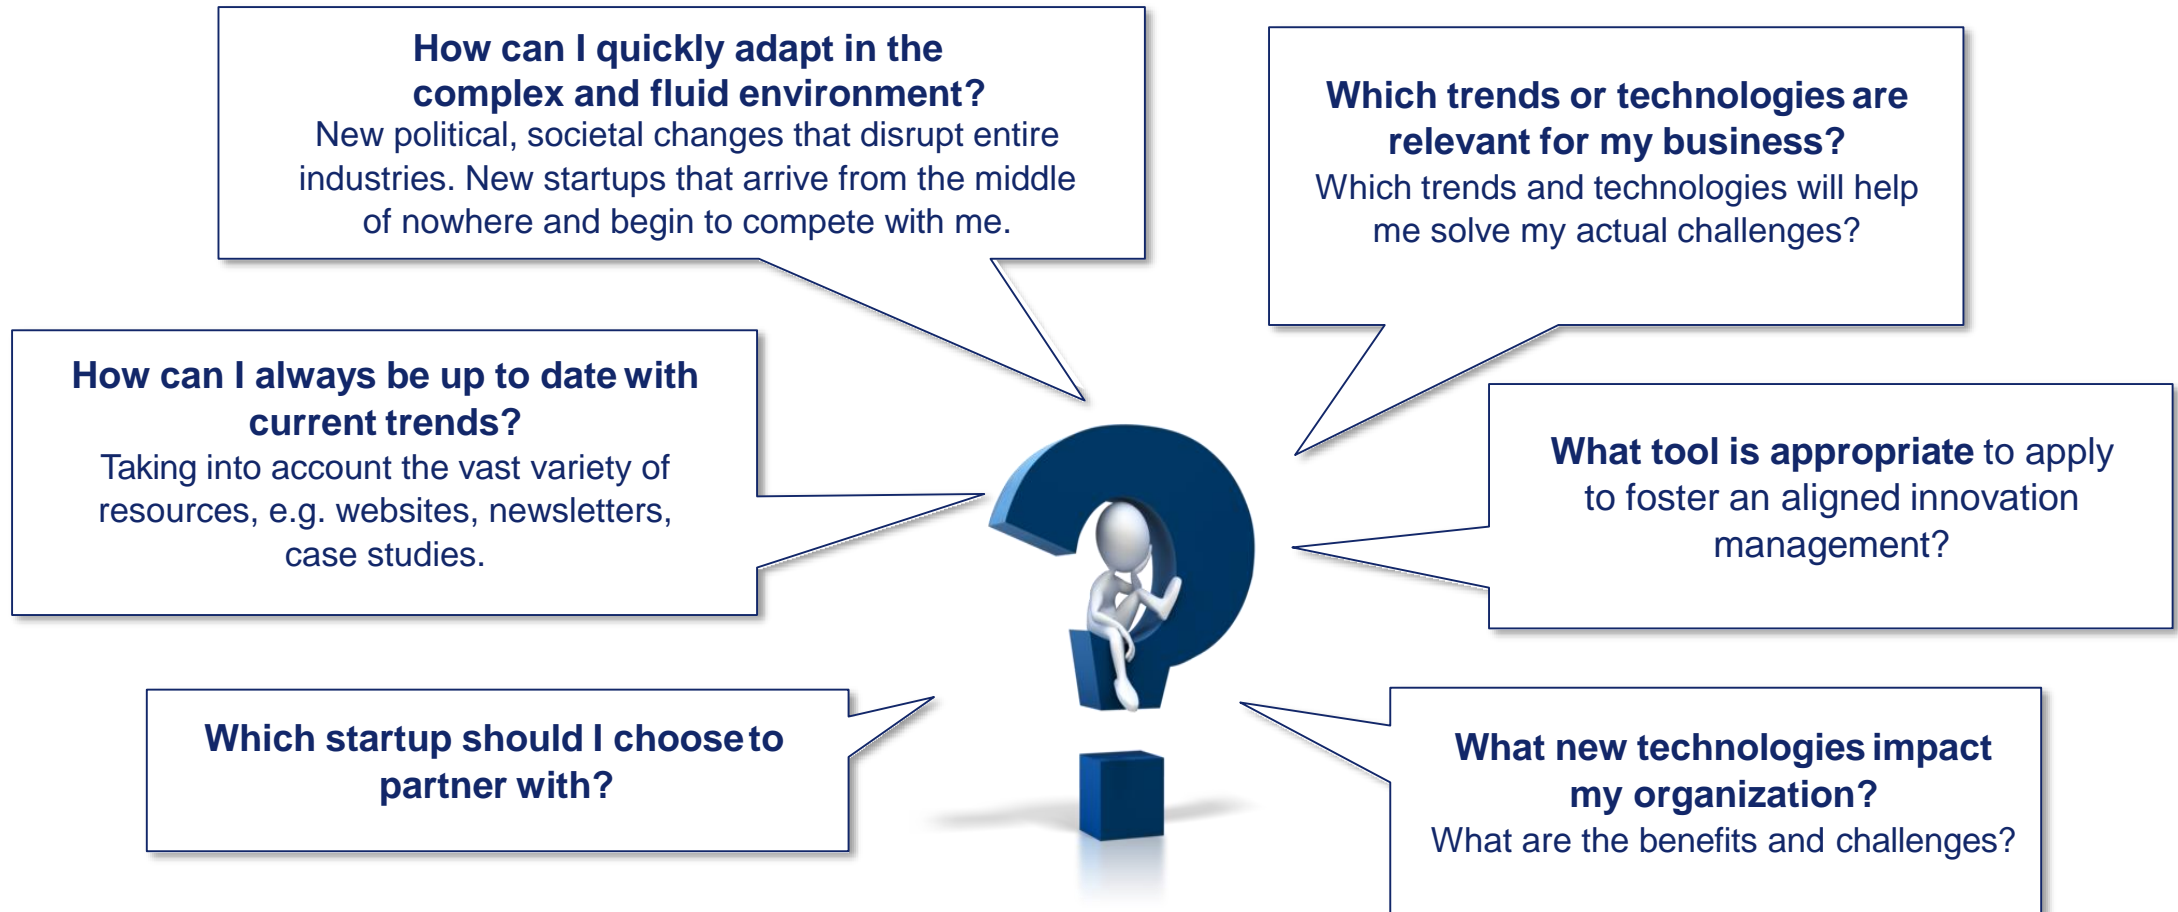 How can I quickly adapt in the
complex and fluid environment?
New political, societal changes that disrupt entire
industries. New startups that arrive from the middle
of nowhere and begin to compete with me.
Which trends or technologies are
relevant for my business?
Which trends and technologies will help
me solve my actual challenges?
How can I always be up to date with
current trends?
Taking into account the vast variety of
resources, e.g. websites, newsletters,
case studies.
What tool is appropriate to apply
to foster an aligned innovation
management?
Which startup should I choose to
partner with?
What new technologies impact
my organization?
What are the benefits and challenges?